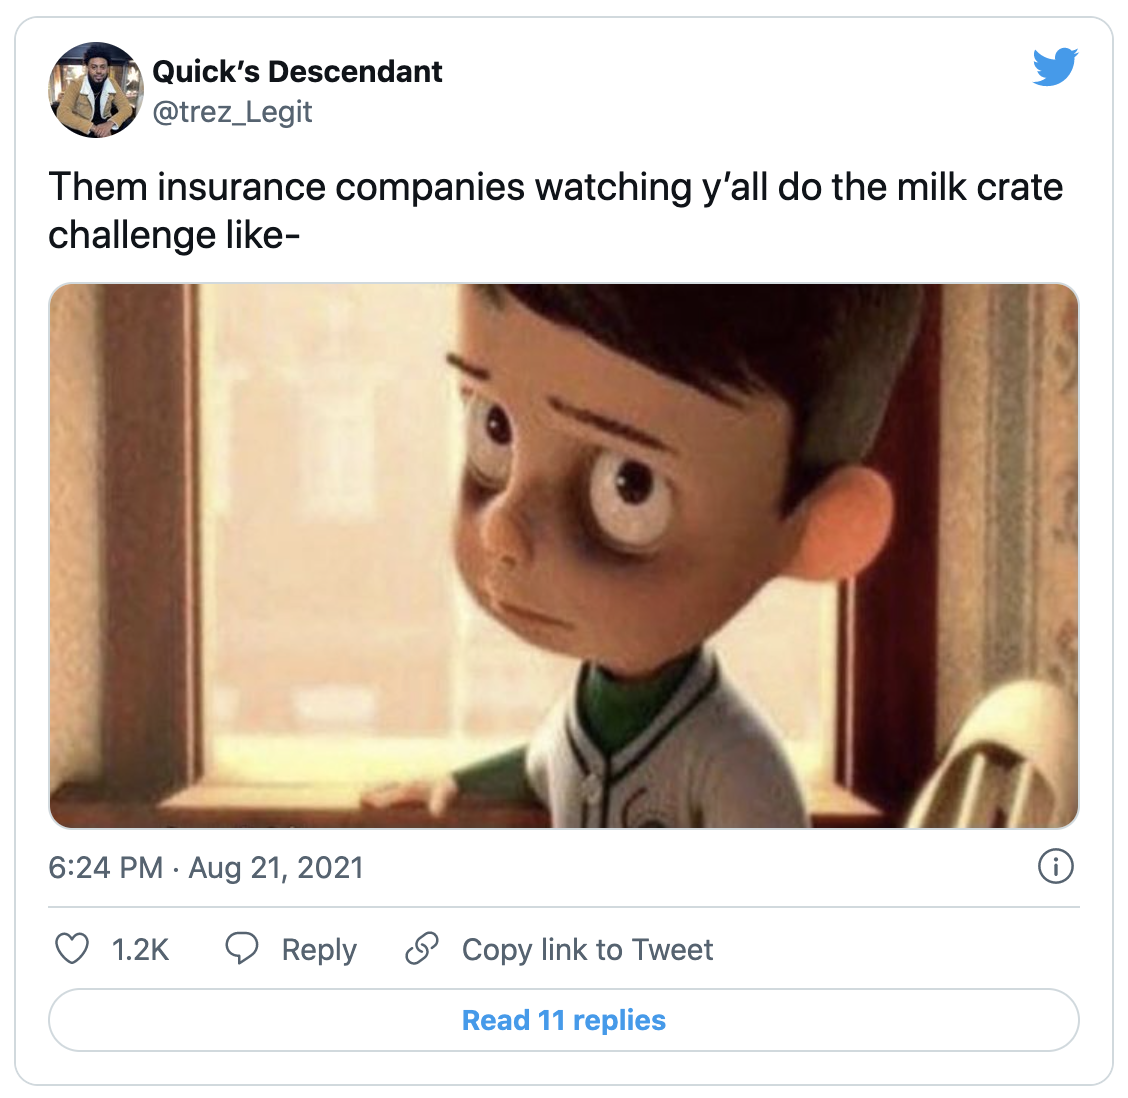 Quick’s Descendant
@trez_Legit
Them insurance companies watching y’all do the milk crate
challenge like-
6:24 PM · Aug 21, 2021
1.2K Reply Copy link to Tweet
Read 11 replies